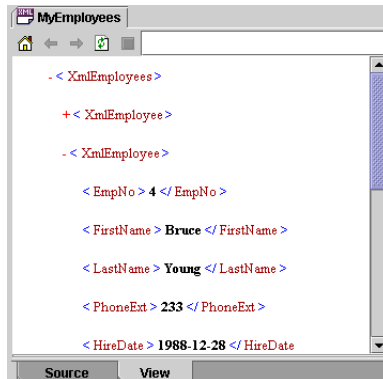 XML MyEmployees
- < XmlEmployees>
+< XmlEmployee>
- < XmlEmployee>
< EmpNo > 4 </ EmpNo >
< FirstName > Bruce </ FirstName >
< LastName > Young </ LastName >
< PhoneExt > 233 </ PhoneExt >
< HireDate > 1988-12-28 </ HireDate
Source View